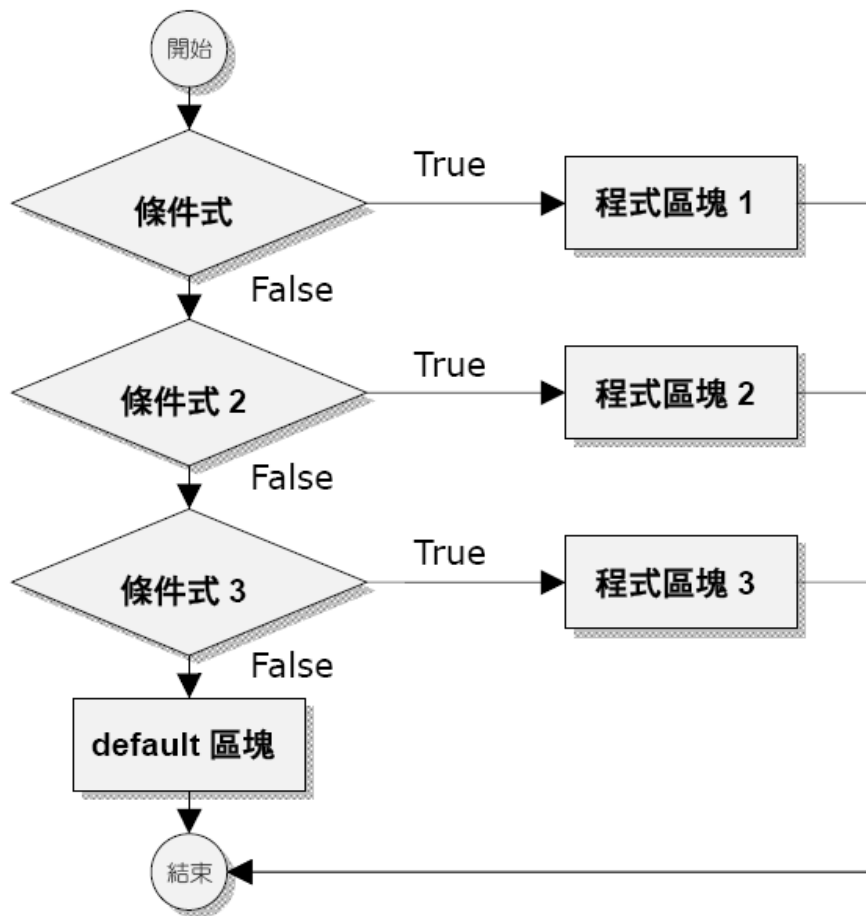 開始
條件式
True
程式區塊 1
False
條件式 2
True
程式區塊 2
False
條件式 3
True
程式區塊 3
False
default 區塊
結束